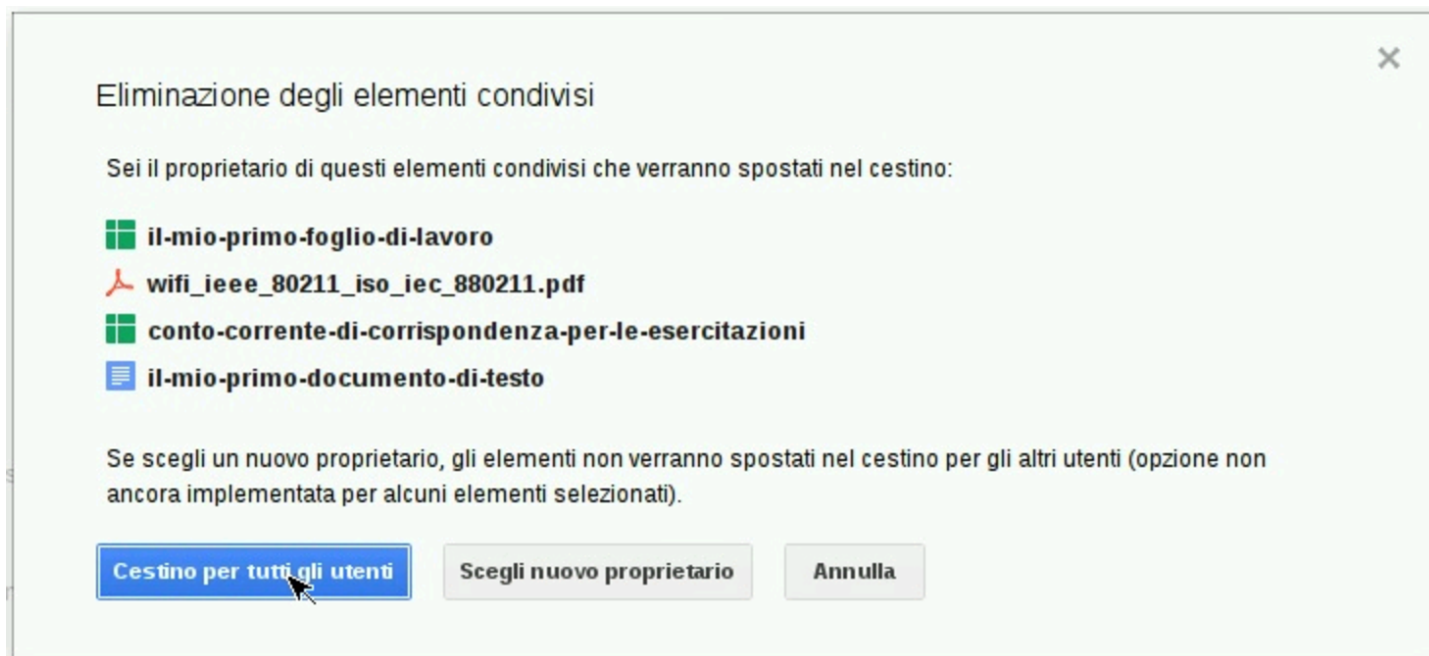 Eliminazione degli elementi condivisi
Sei il proprietario di questi elementi condivisi che verranno spostati nel cestino:
il-mio-primo-foglio-di-lavoro
wifi_ieee_80211_iso_iec_880211.pdf
conto-corrente-di-corrispondenza-per-le-esercitazioni
il-mio-primo-documento-di-testo
Se scegli un nuovo proprietario, gli elementi non verranno spostati nel cestino per gli altri utenti (opzione non
ancora implementata per alcuni elementi selezionati).
Cestino per tutti gli utenti
Scegli nuovo proprietario
Annulla